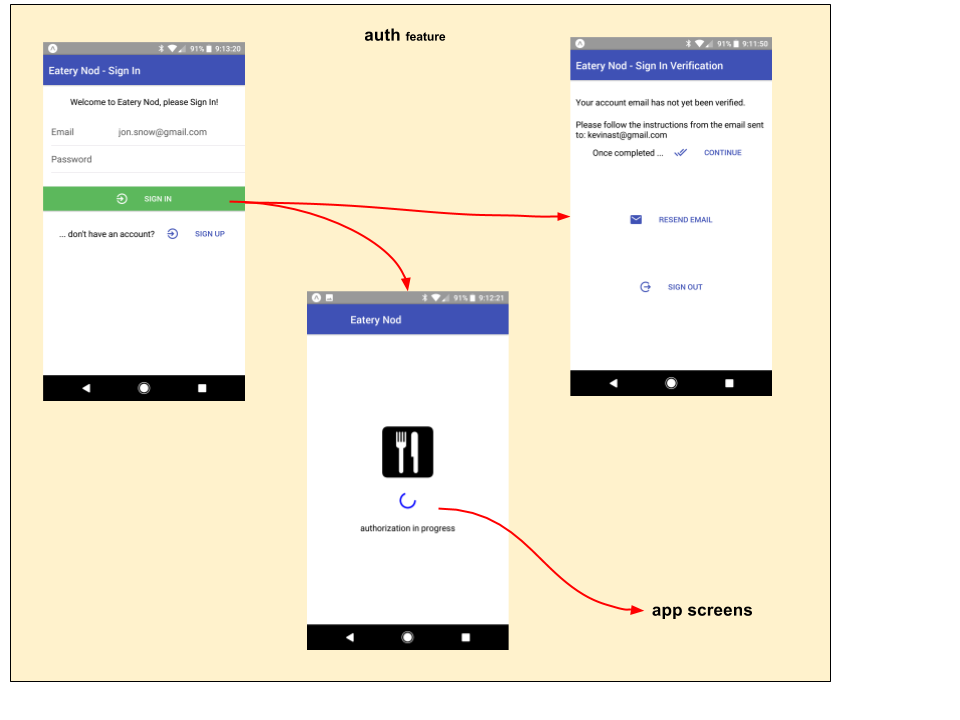 auth feature
91% 9:13:20
Eatery Nod - Sign In
Welcome to Eatery Nod, please Sign In!
Email jon.snow@gmail.com
Password
SIGN IN
... don't have an account? SIGN UP
91% 9:11:50
Eatery Nod - Sign In Verification
Your account email has not yet been verified.
Please follow the instructions from the email sent
to: kevinast@gmail.com
Once completed ... CONTINUE
RESEND EMAIL
SIGN OUT
91% 9:12:21
Eatery Nod
authorization in progress
app screens